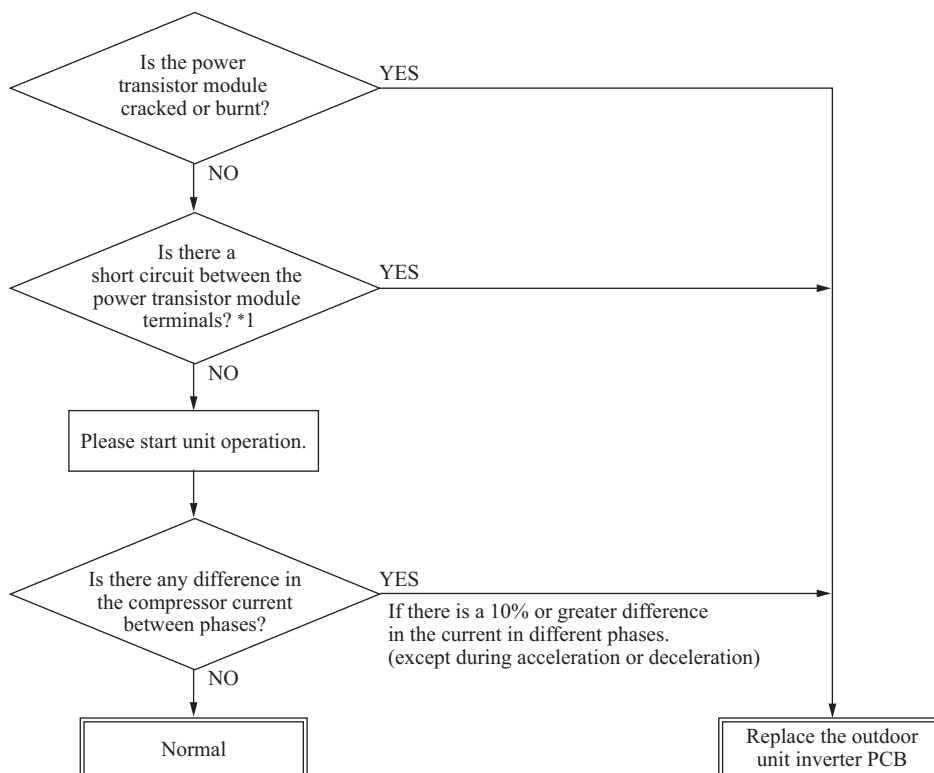 Is the power
transistor module
cracked or burnt?
YES
NO
Is there a
short circuit between the
power transistor module
terminals? *1
YES
NO
Please start unit operation.
Is there any difference in
the compressor current
between phases?
YES
If there is a 10% or greater difference
in the current in different phases.
(except during acceleration or deceleration)
NO
Normal
Replace the outdoor
unit inverter PCB